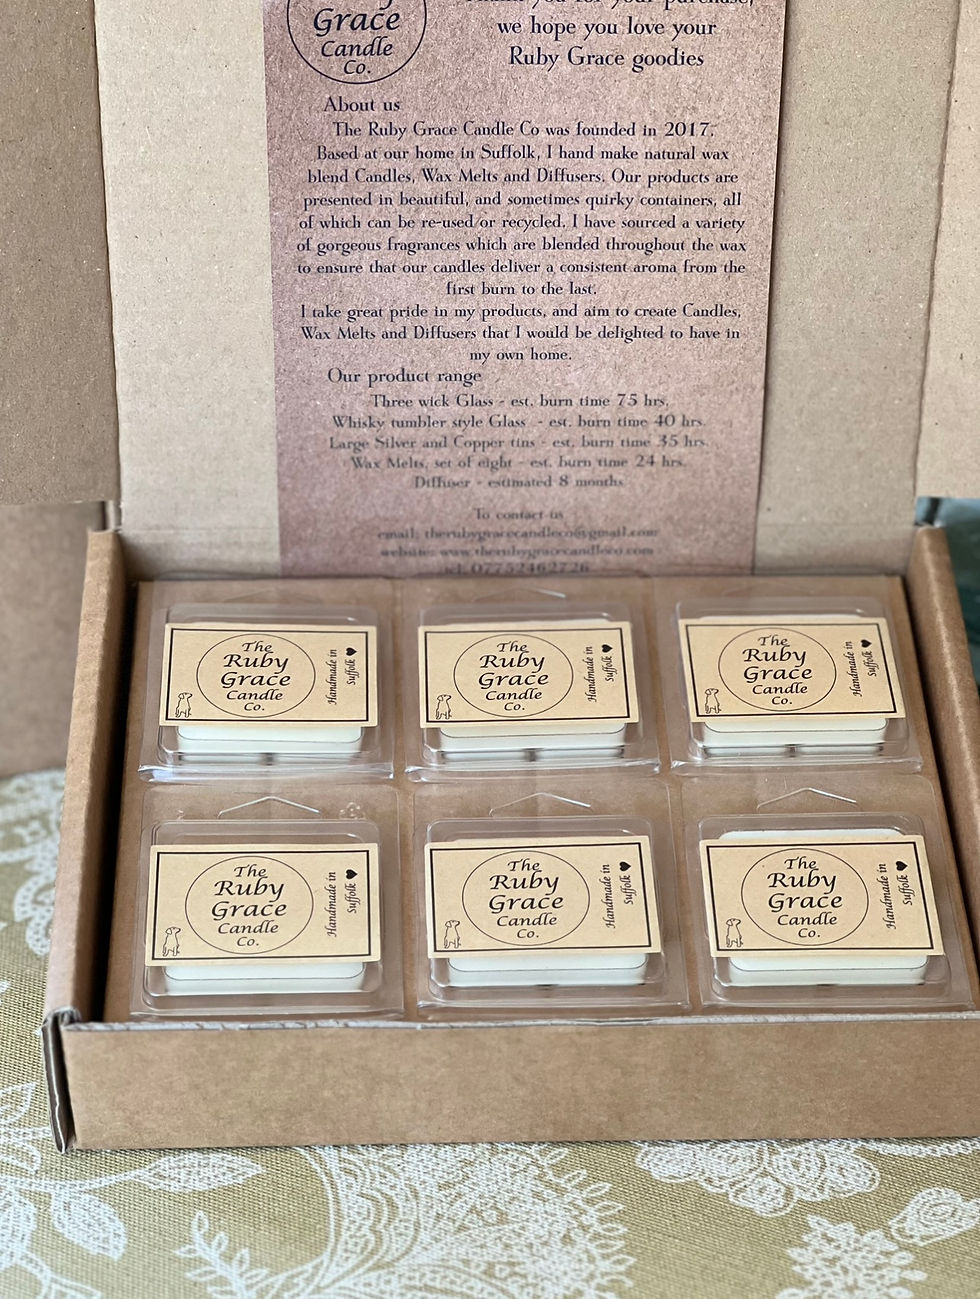 Grace
Candle
Co.
we hope you love your
Ruby Grace goodies
About us
The Ruby Grace Candle Co was founded in 2017.
Based at our home in Suffolk, I hand make natural wax
blend Candles, Wax Melts and Diffusers. Our products are
presented in beautiful, and sometimes quirky containers, all
of which can be re-used or recycled. I have sourced a variety
of gorgeous fragrances which are blended throughout the wax
to ensure that our candles deliver a consistent aroma from the
first burn to the last.
I take great pride in my products, and aim to create Candles,
Wax Melts and Diffusers that I would be delighted to have in
my own home.
Our product range
Three wick Glass - est. burn time 75 hrs.
Whisky tumbler style Glass - est. burn time 40 hrs.
Large Silver and Copper tins - est. burn time 35 hrs.
Wax Melts, set of eight - est. burn time 24 hrs.
Diffuser - estimated 8 months
To contact us
email: therubygracecandleco@gmail.com
website: www.therubygracecandleco.com
tel: 07752462726
The
Ruby
Grace
Candle
Co.
Handmade in
Suffolk
The
Ruby
Grace
Candle
Co.
Handmade in
Suffolk
The
Ruby
Grace
Candle
Co.
Handmade in
Suffolk
The
Ruby
Grace
Candle
Co.
Handmade in
Suffolk
The
Ruby
Grace
Candle
Co.
Handmade in
Suffolk
The
Ruby
Grace
Candle
Co.
Handmade in
Suffolk